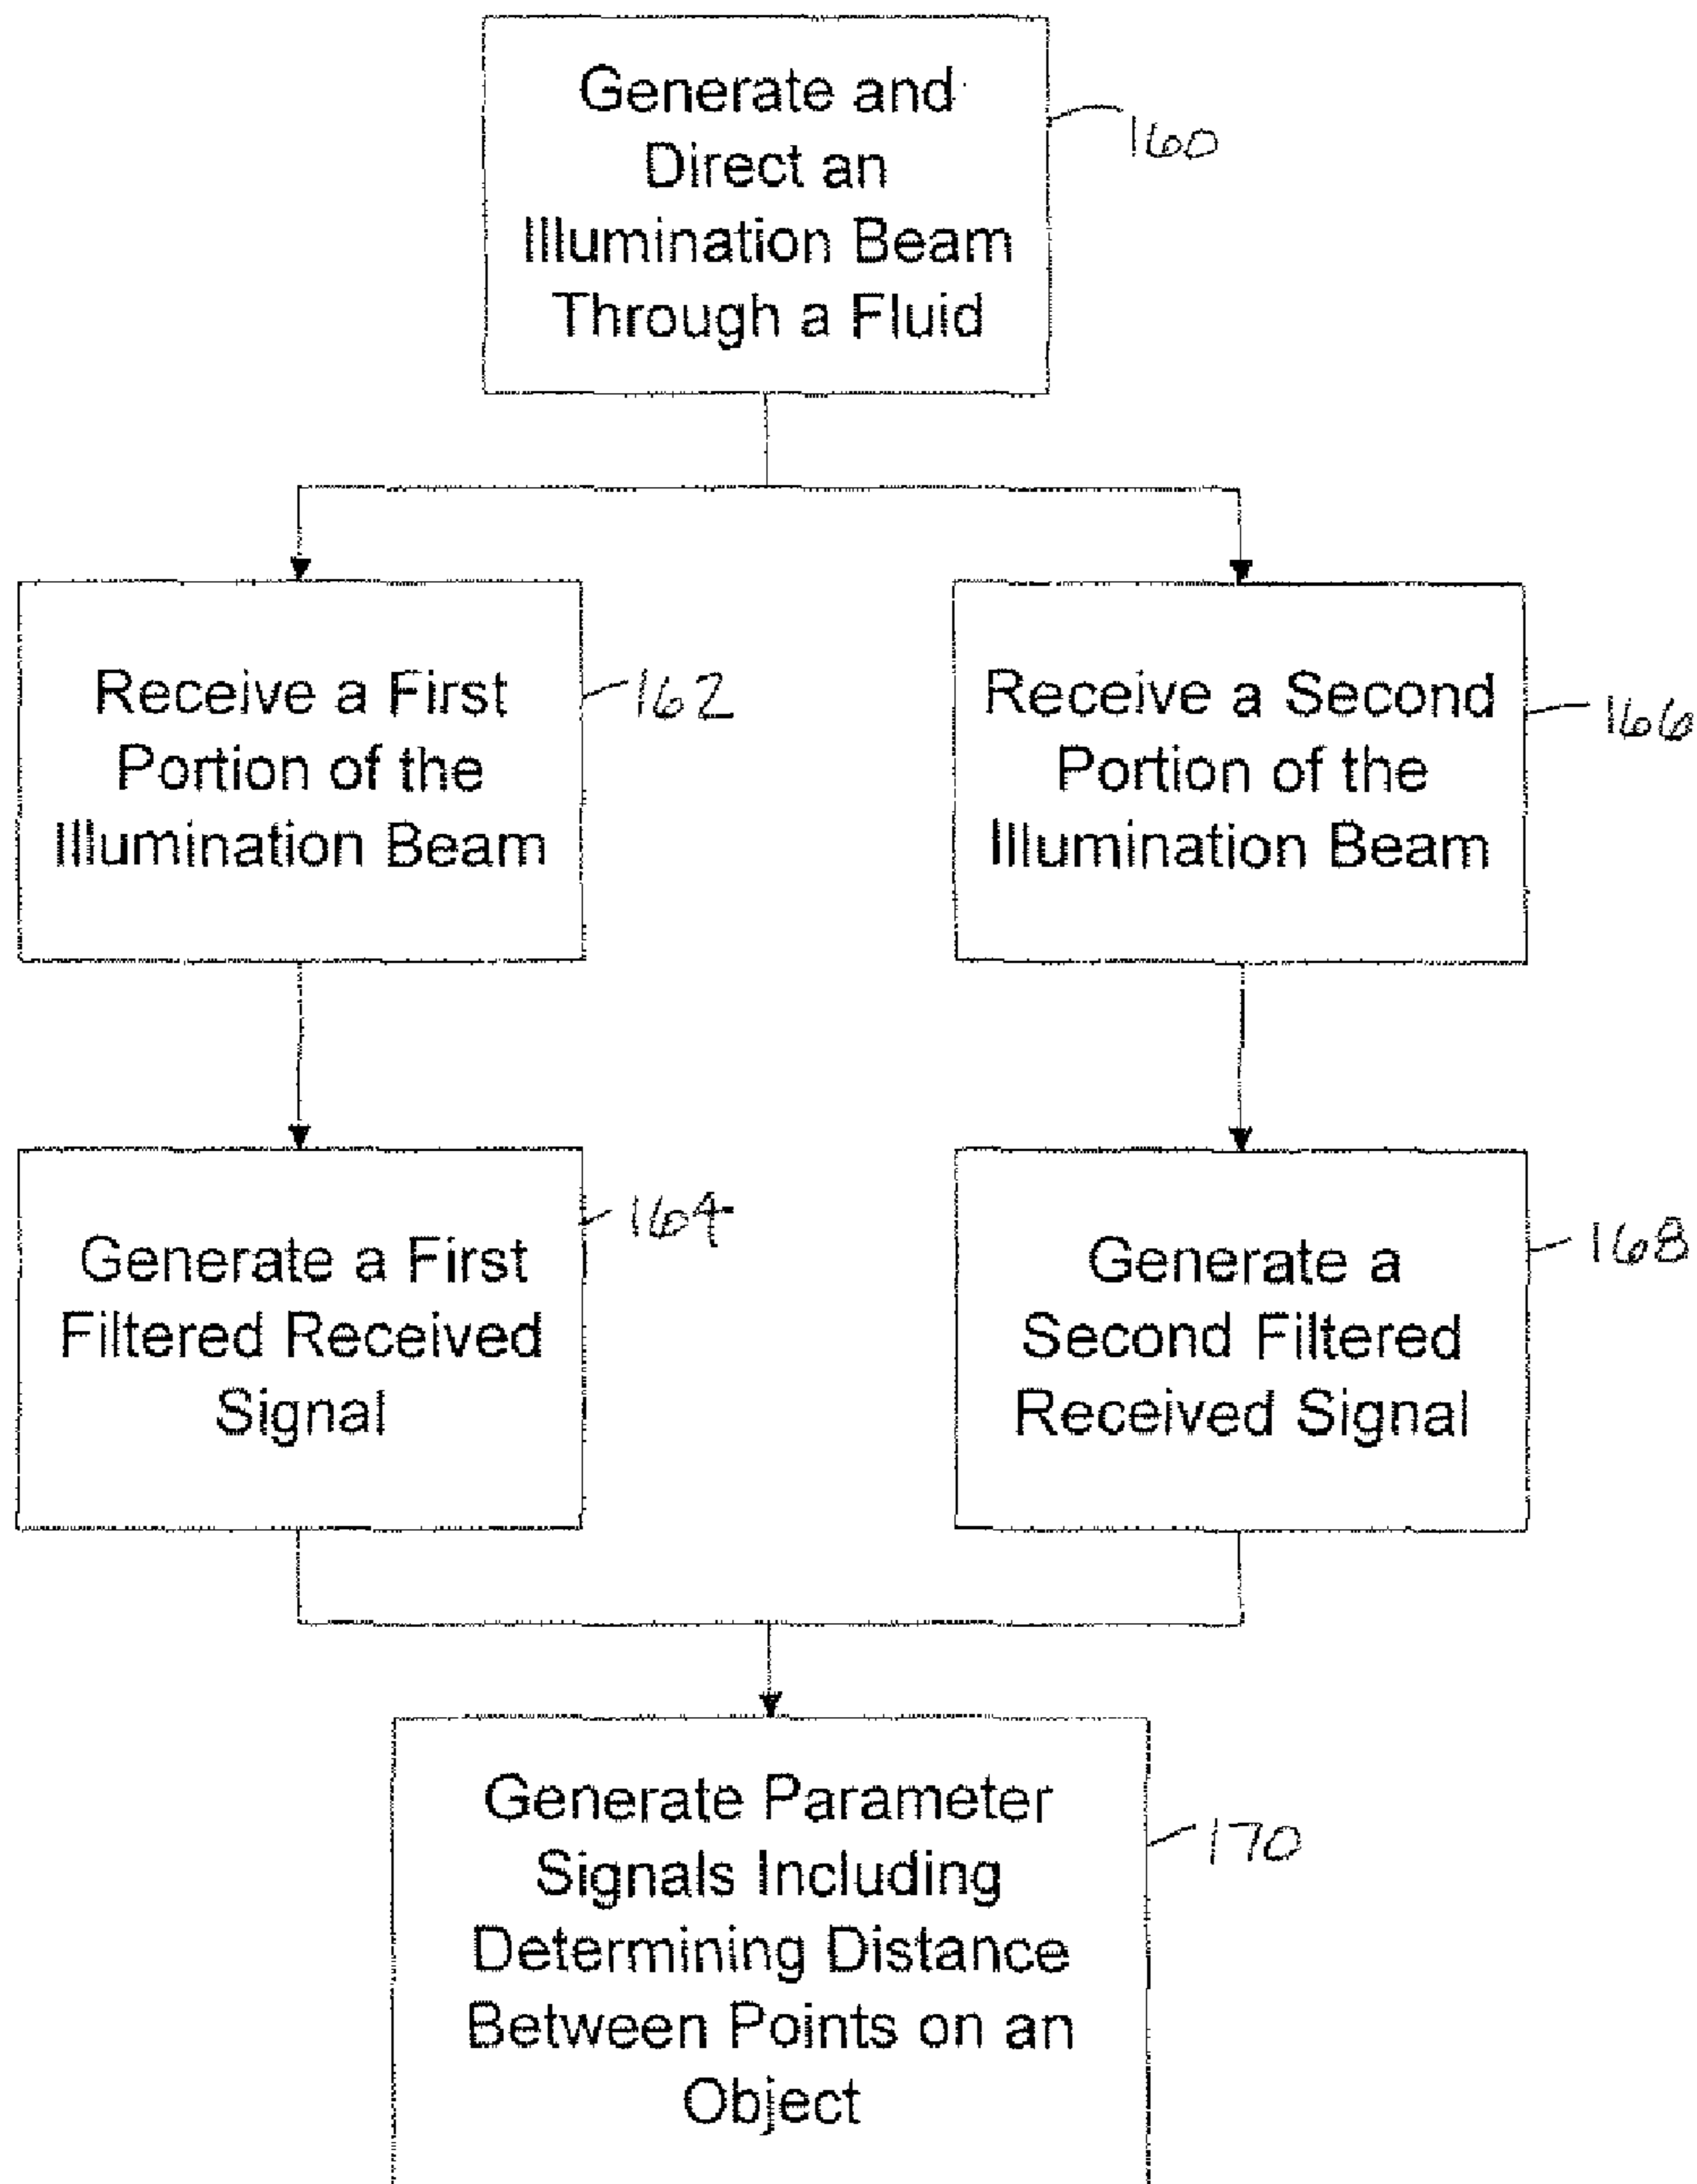 Generate and
Direct an
Illumination Beam
Through a Fluid
160
Receive a First
Portion of the
Illumination Beam
162
Receive a Second
Portion of the
Illumination Beam
166
Generate a First
Filtered Received
Signal
164
Generate a
Second Filtered
Received Signal
168
Generate Parameter
Signals Including
Determining Distance
Between Points on an
Object
170